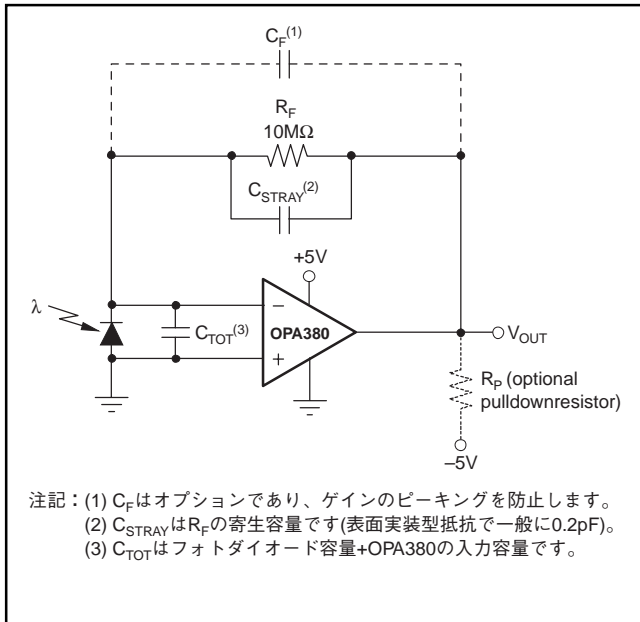 C_F(1)
R_F
10MΩ
C_STRAY(2)
+5V
λ
C_TOT(3)
−
+
OPA380
V_OUT
R_P (optional
pulldownresistor)
–5V
注記：(1) C_Fはオプションであり、ゲインのピーキングを防止します。
(2) C_STRAYはR_Fの寄生容量です(表面実装型抵抗で一般に0.2pF)。
(3) C_TOTはフォトダイオード容量+OPA380の入力容量です。